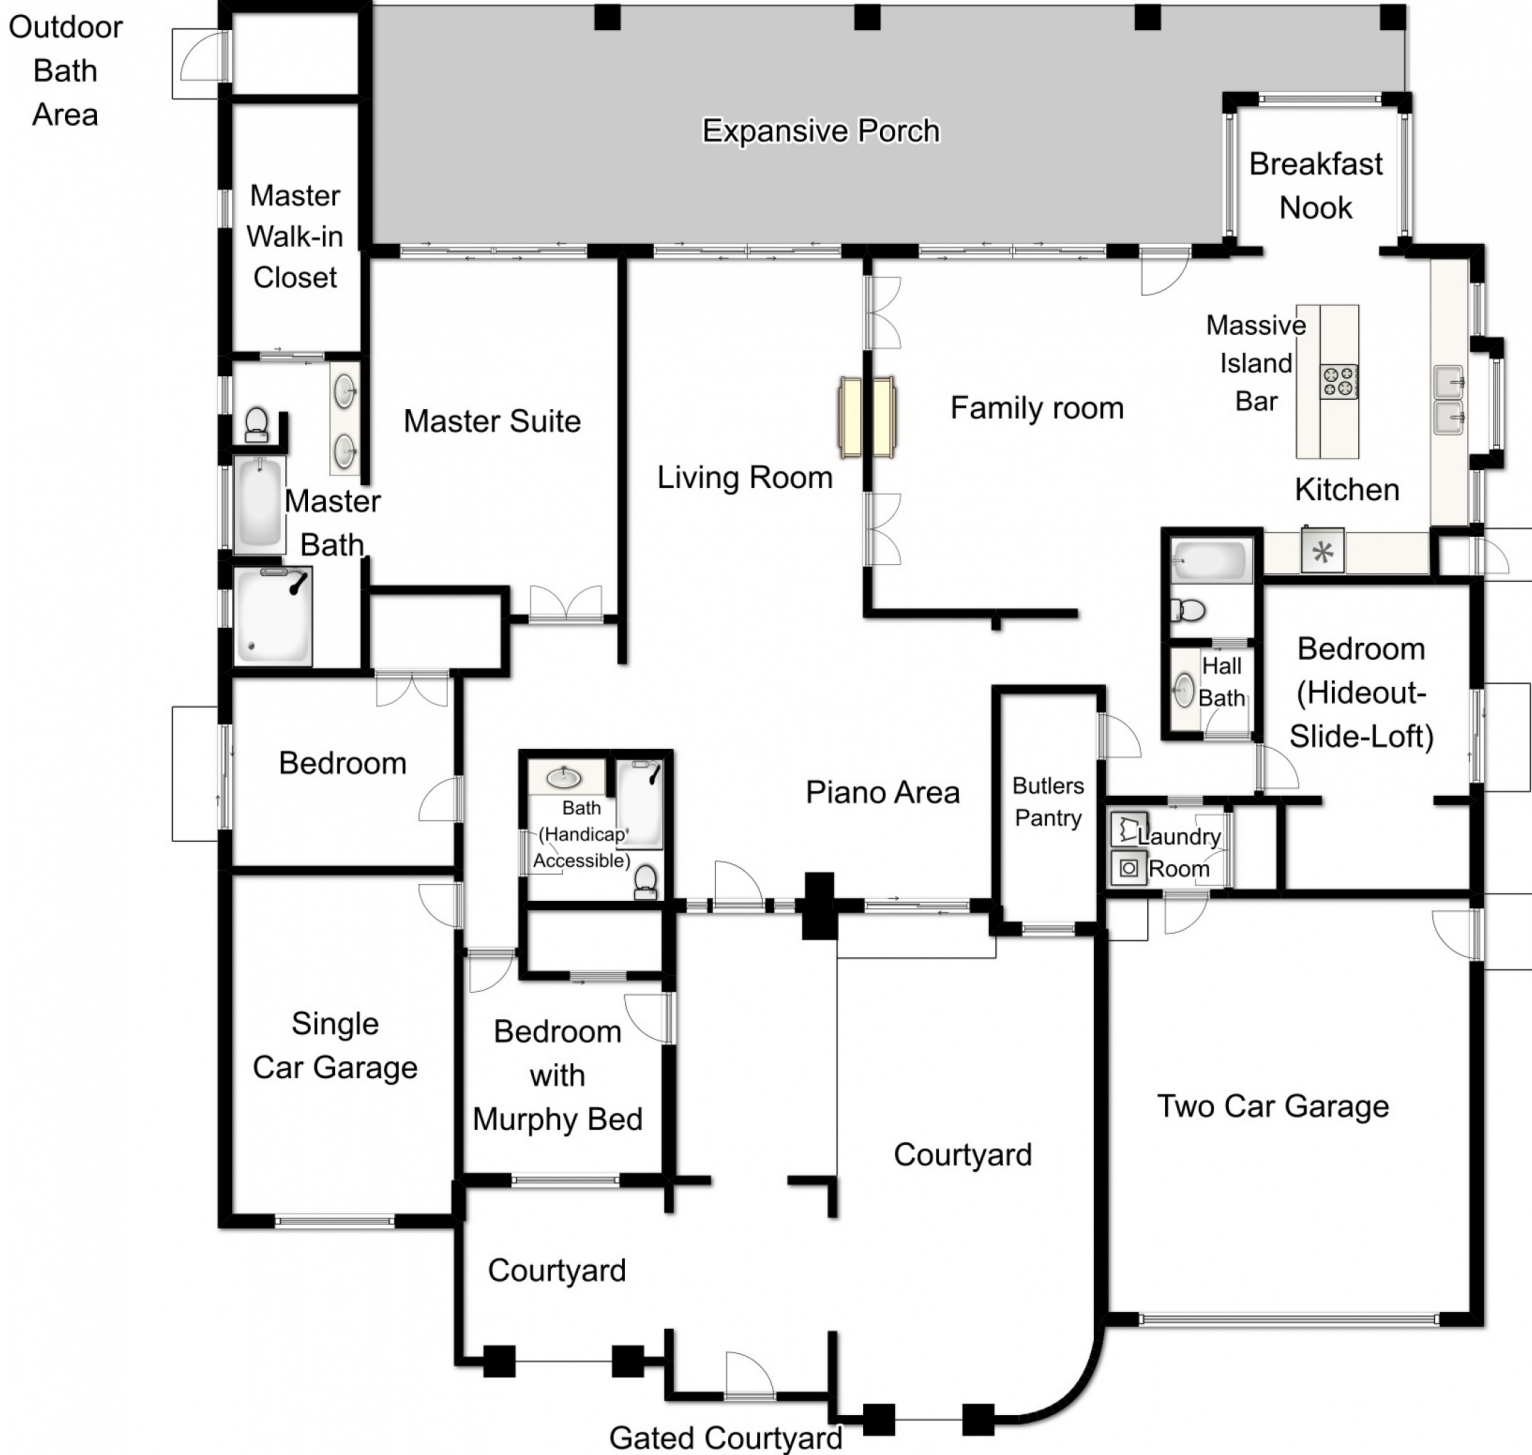 Outdoor
Bath
Area
Expansive Porch
Breakfast
Nook
Master
Walk-in
Closet
Massive
Island
Bar
Master Suite
Family room
Living Room
Kitchen
Master
Bath
Bedroom
(Hideout-
Slide-Loft)
Hall
Bath
Bedroom
Piano Area
Butlers
Pantry
Bath
(Handicap
Accessible)
Laundry
Room
Single
Car Garage
Bedroom
with
Murphy Bed
Two Car Garage
Courtyard
Courtyard
Gated Courtyard